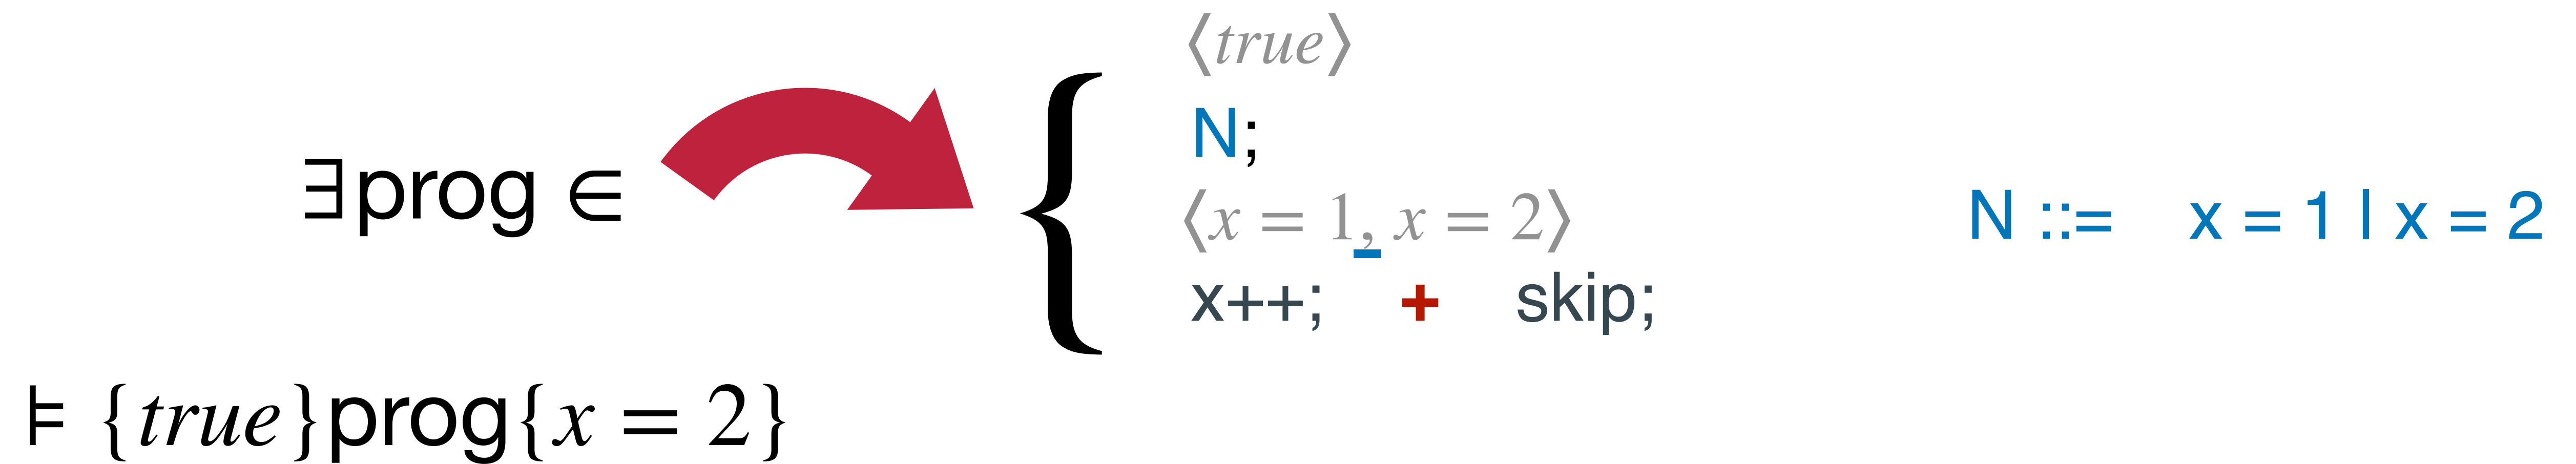 ⟨true⟩
N;
∃prog ∈
⟨x = 1, x = 2⟩
N ::= x = 1 | x = 2
x++; + skip;
⊨ {true}prog{x = 2}